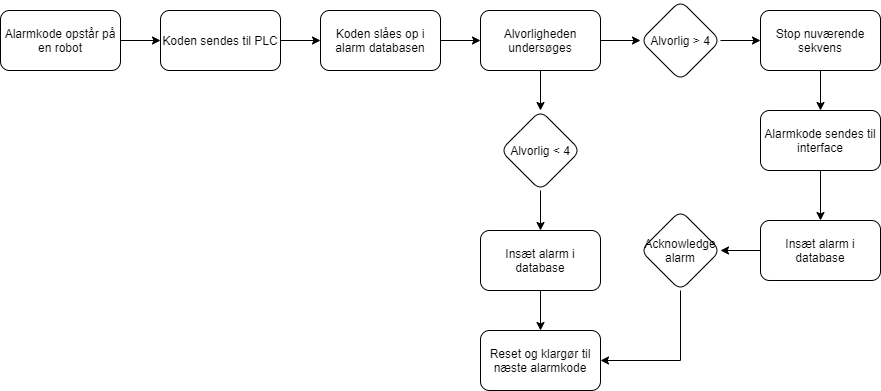 Alarmkode opstår på
en robot
Koden sendes til PLC
Koden slåes op i
alarm databasen
Alvorligheden
undersøges
Alvorlig > 4
Stop nuværende
sekvens
Alvorlig < 4
Alarmkode sendes til
interface
Insæt alarm i
database
Acknowledge
alarm
Insæt alarm i
database
Reset og klargør til
næste alarmkode